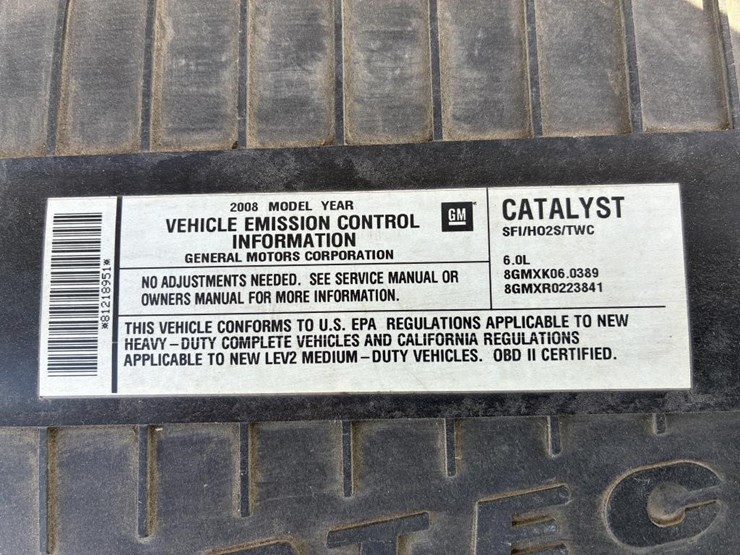 *81218951*
2008 MODEL YEAR
VEHICLE EMISSION CONTROL
INFORMATION
GENERAL MOTORS CORPORATION
GM
NO ADJUSTMENTS NEEDED. SEE SERVICE MANUAL OR
OWNERS MANUAL FOR MORE INFORMATION.
CATALYST
SFI/HO2S/TWC
6.0L
8GMXK06.0389
8GMXR0223841
THIS VEHICLE CONFORMS TO U.S. EPA REGULATIONS APPLICABLE TO NEW
HEAVY-DUTY COMPLETE VEHICLES AND CALIFORNIA REGULATIONS
APPLICABLE TO NEW LEV2 MEDIUM-DUTY VEHICLES. OBD II CERTIFIED.